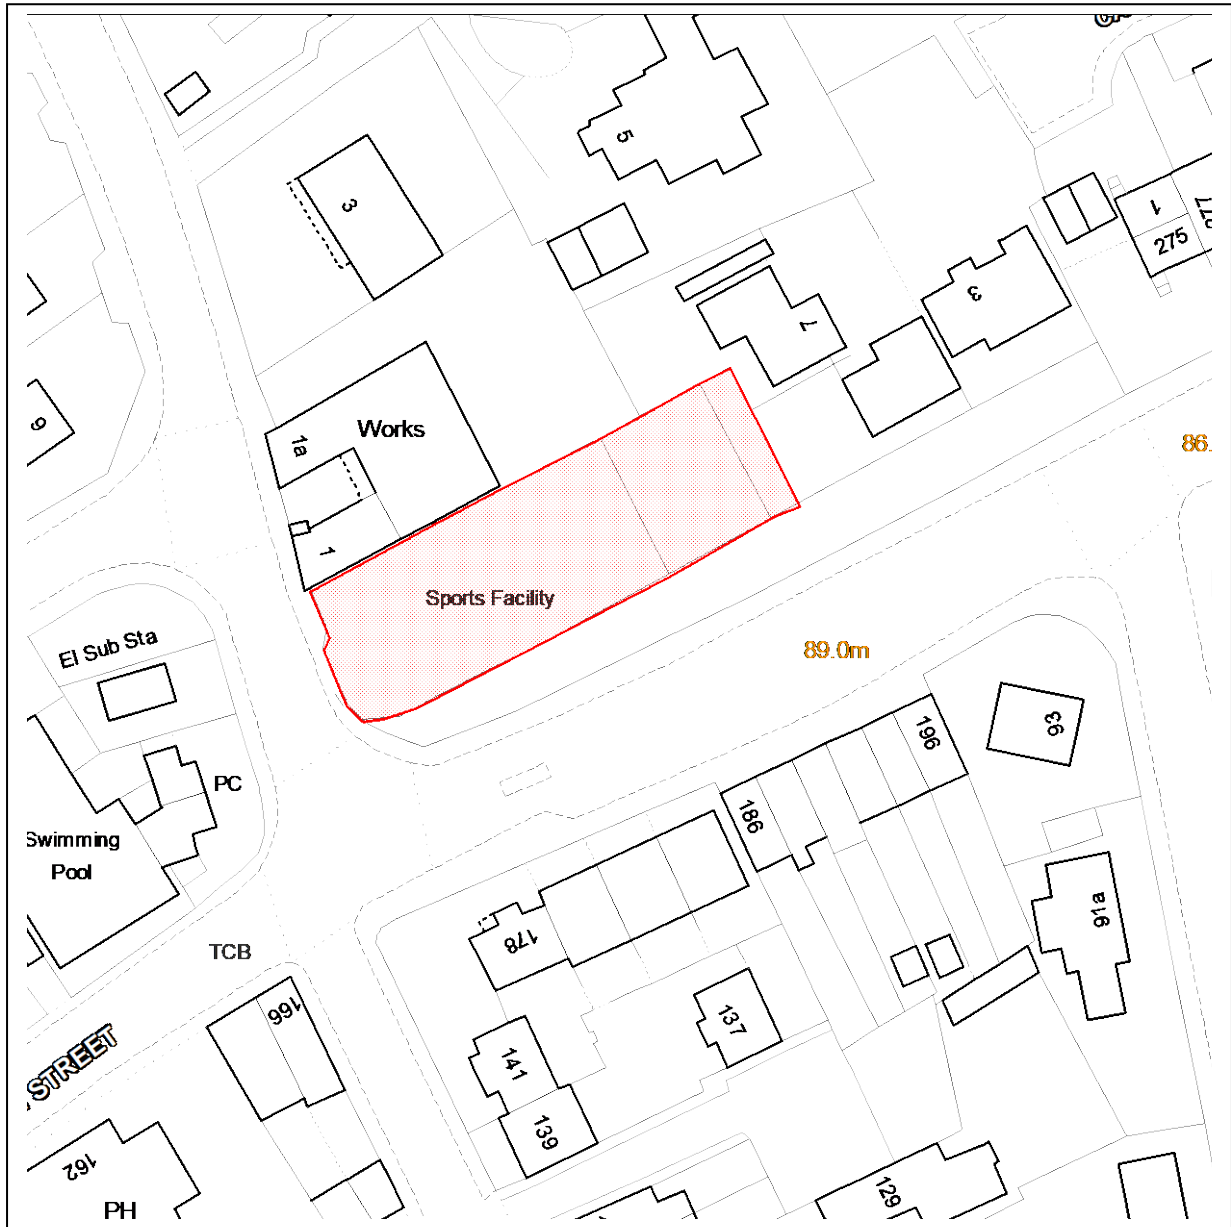 5
3
1
275
277
3
7
9
1a
Works
86.
1
Sports Facility
El Sub Sta
89.0m
93
196
PC
186
Swimming
Pool
178
91a
TCB
166
137
STREET
141
139
162
129
PH